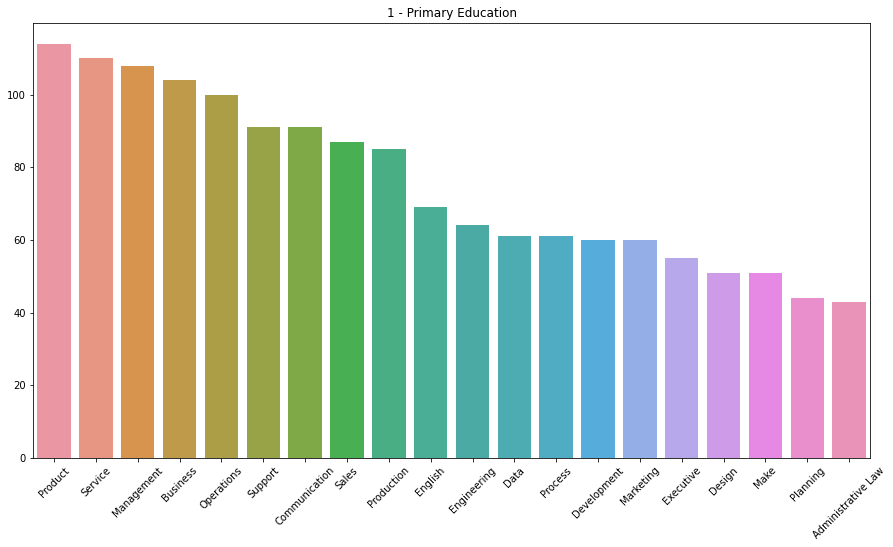 1 - Primary Education
100
80
60
40
20
0
Product
Service
Management
Business
Operations
Support
Communication
Sales
Production
English
Engineering
Data
Process
Development
Marketing
Executive
Design
Make
Planning
Administrative Law